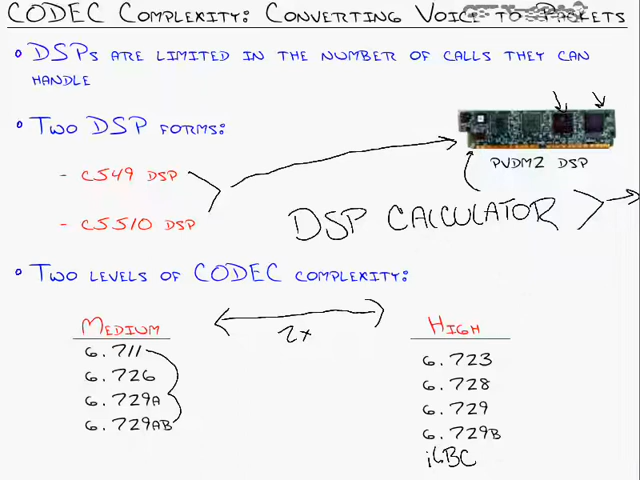 CODEC COMPLEXITY: CONVERTING VOICE TO PACKETS
DSPS ARE LIMITED IN THE NUMBER OF CALLS THEY CAN
HANDLE
TWO DSP FORMS:
- C549 DSP
- C5510 DSP
PVDM2 DSP
DSP CALCULATOR
TWO LEVELS OF CODEC COMPLEXITY:
2x
MEDIUM
G.711
G.726
G.729A
G.729AB
HIGH
G.723
G.728
G.729
G.729B
iLBC